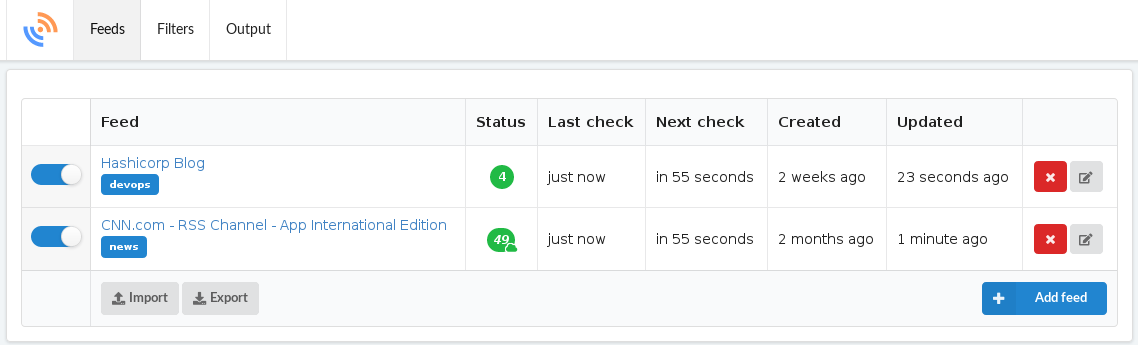 Feeds Filters Output
Feed Status Last check Next check Created Updated
Hashicorp Blog
devops
4 just now in 55 seconds 2 weeks ago 23 seconds ago
CNN.com - RSS Channel - App International Edition
news
49 just now in 55 seconds 2 months ago 1 minute ago
Import Export Add feed